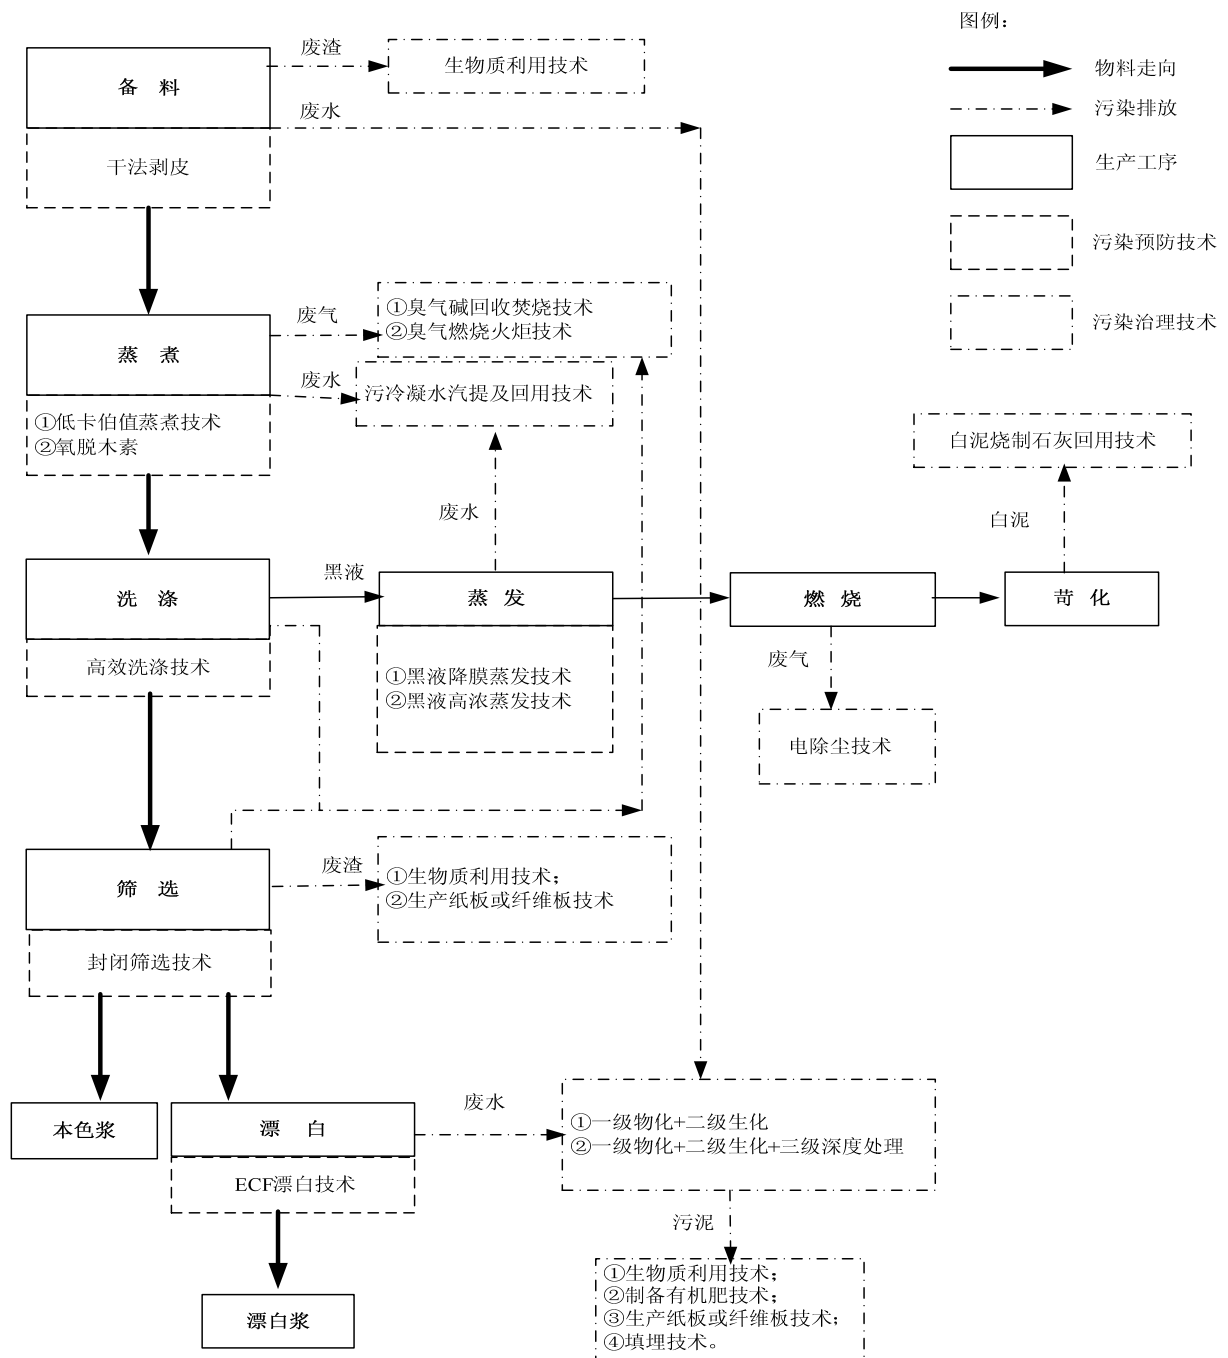 图例：
废渣
生物质利用技术
物料走向
备 料
废水
污染排放
干法剥皮
生产工序
污染预防技术
废气
①臭气碱回收焚烧技术
②臭气燃烧火炬技术
污染治理技术
蒸 煮
废水
污冷凝水汽提及回用技术
①低卡伯值蒸煮技术
②氧脱木素
白泥烧制石灰回用技术
废水
白泥
黑液
洗 涤
蒸 发
燃 烧
苛 化
高效洗涤技术
①黑液降膜蒸发技术
②黑液高浓蒸发技术
废气
电除尘技术
废渣
筛 选
①生物质利用技术；
②生产纸板或纤维板技术
封闭筛选技术
废水
本色浆
漂 白
①一级物化+二级生化
②一级物化+二级生化+三级深度处理
ECF漂白技术
污泥
漂白浆
①生物质利用技术；
②制备有机肥技术；
③生产纸板或纤维板技术；
④填埋技术。